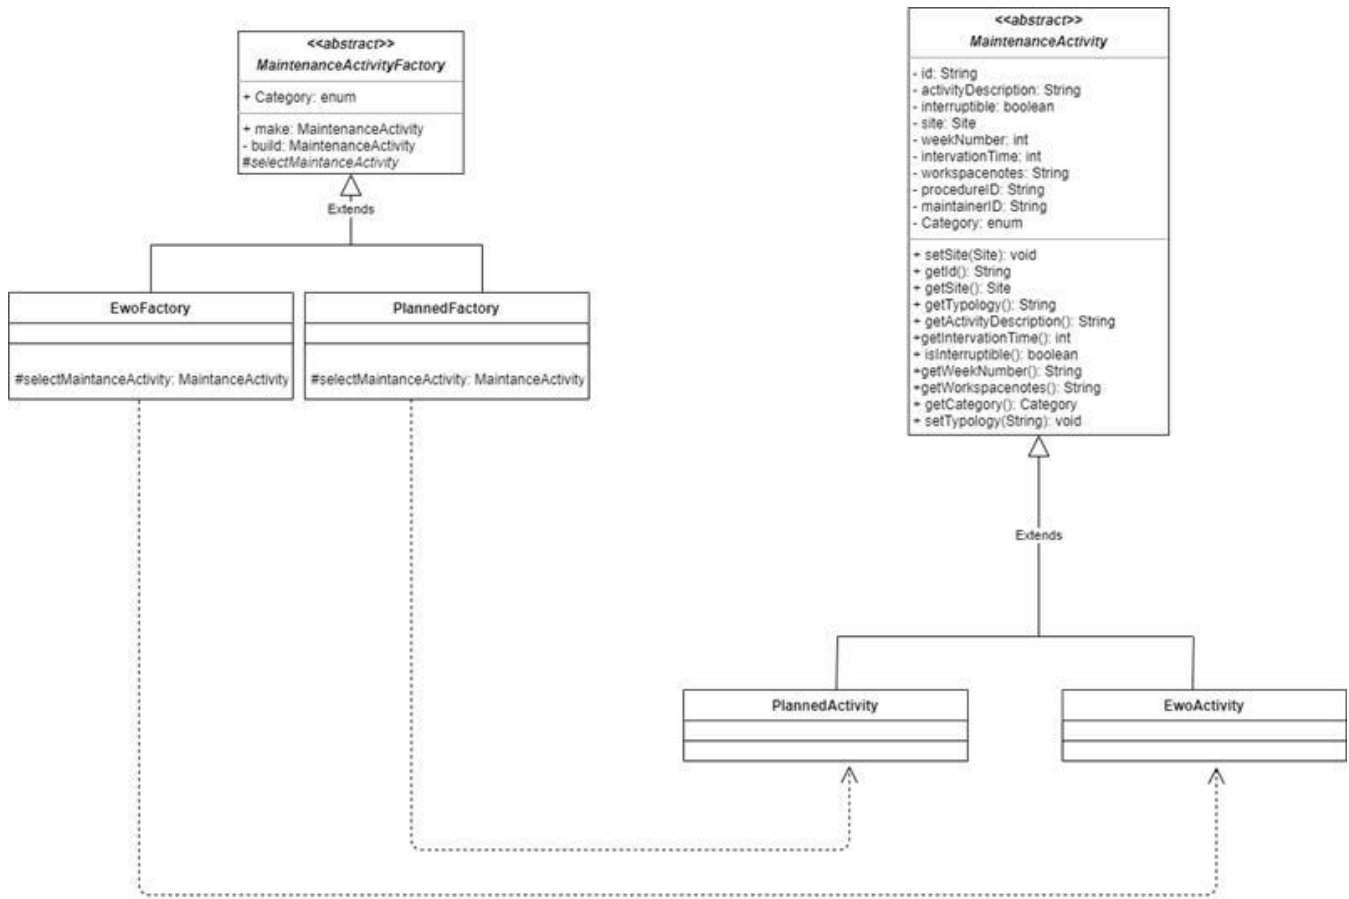 <<abstract>>
MaintenanceActivityFactory
+ Category: enum
+ make: MaintenanceActivity
- build: MaintenanceActivity
#selectMaintanceActivity
Extends
EwoFactory
#selectMaintanceActivity: MaintanceActivity
PlannedFactory
#selectMaintanceActivity: MaintanceActivity
<<abstract>>
MaintenanceActivity
- id: String
- activityDescription: String
- interruptible: boolean
- site: Site
- weekNumber: int
- intervationTime: int
- workspacenotes: String
- procedureID: String
- maintainerID: String
- Category: enum
+ setSite(Site): void
+ getId(): String
+ getSite(): Site
+ getTypology(): String
+ getActivityDescription(): String
+getIntervationTime(): int
+ isInterruptible(): boolean
+getWeekNumber(): String
+getWorkspacenotes(): String
+ getCategory(): Category
+ setTypology(String): void
Extends
PlannedActivity
EwoActivity